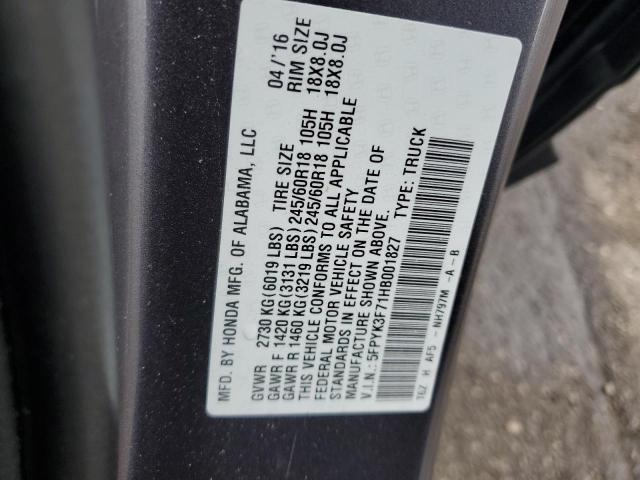 MFD. BY HONDA MFG. OF ALABAMA, LLC 04/'16
GVWR 2730 KG (6019 LBS) TIRE SIZE RIM SIZE
GAWR F 1420 KG (3131 LBS) 245/60R18 105H 18X8.0J
GAWR R 1460 KG (3219 LBS) 245/60R18 105H 18X8.0J
THIS VEHICLE CONFORMS TO ALL APPLICABLE
FEDERAL MOTOR VEHICLE SAFETY
STANDARDS IN EFFECT ON THE DATE OF
MANUFACTURE SHOWN ABOVE.
V.I.N.: 5FPYK3F71HB001827 TYPE: TRUCK
T6Z H AF5 - NH797M -A-B